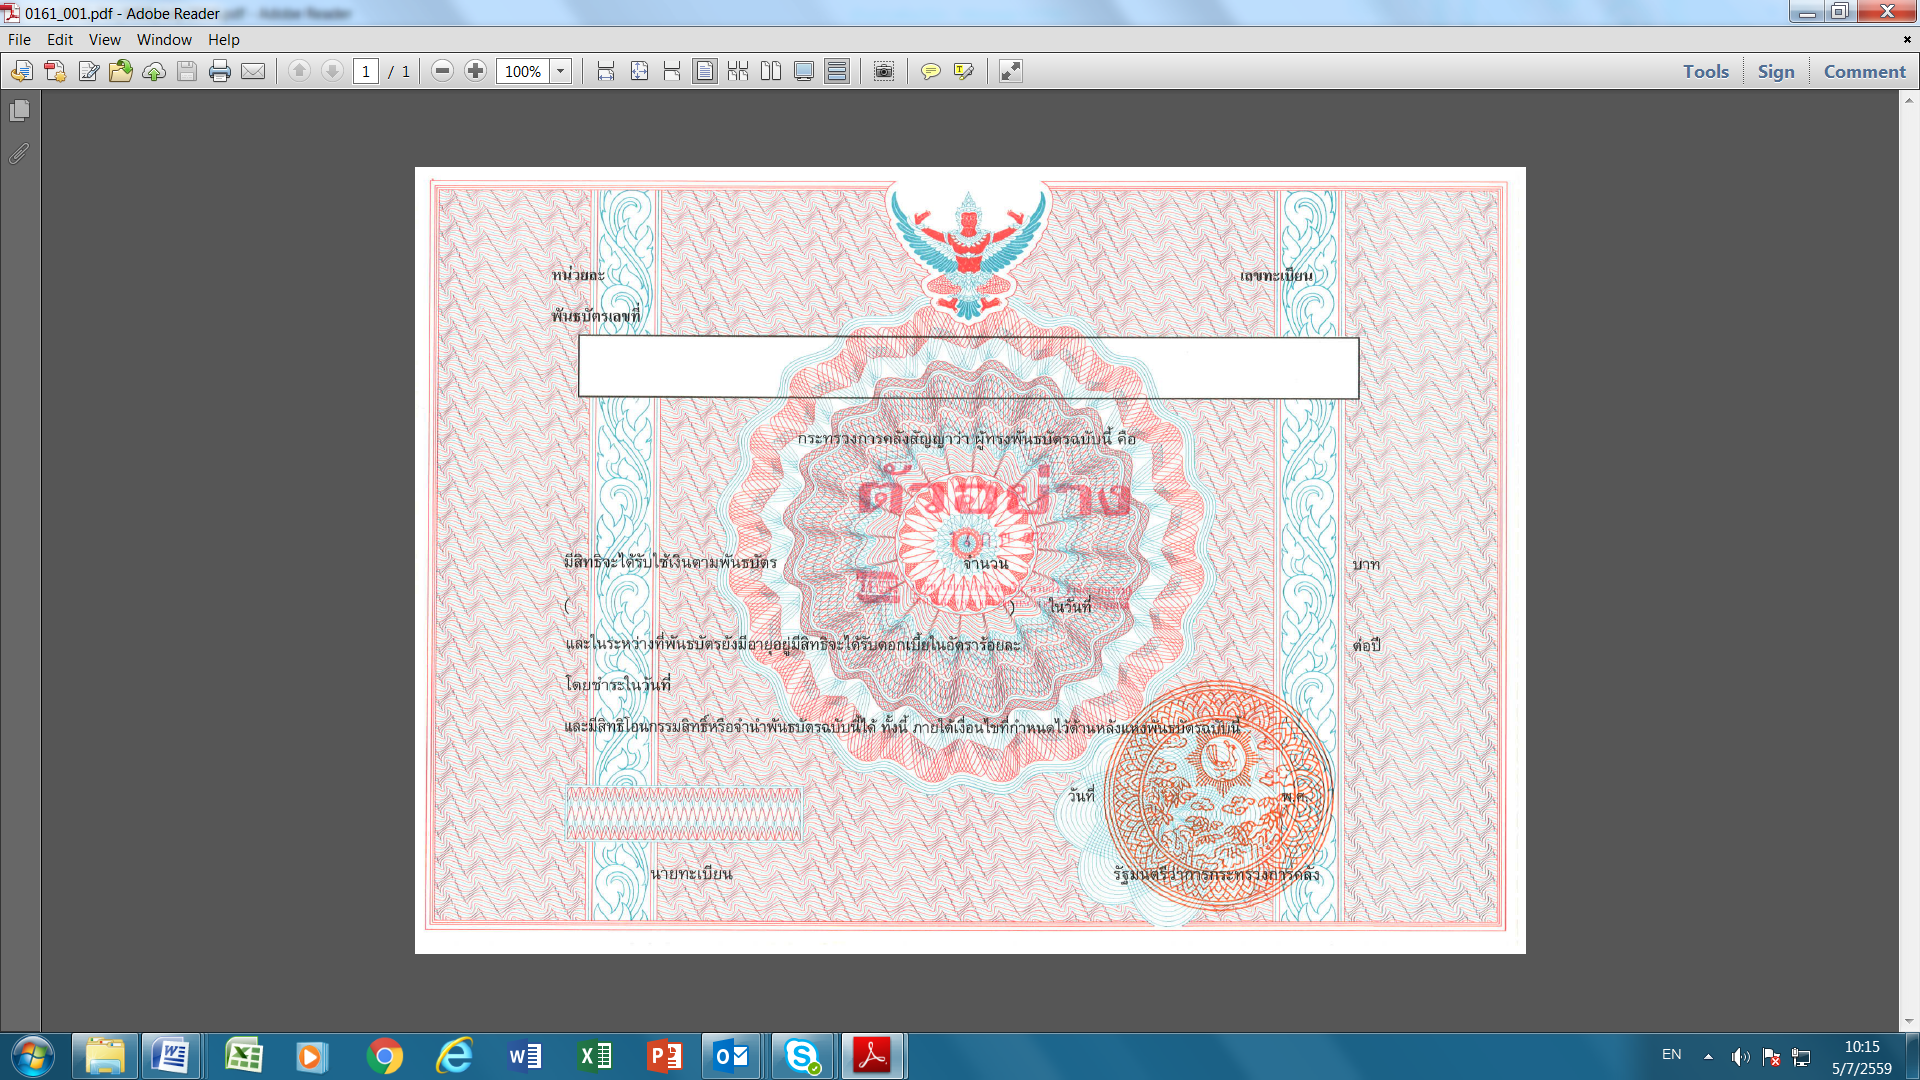 0161_001.pdf - Adobe Reader
File Edit View Window Help
1 / 1 100% Tools Sign Comment
หน่วยละ เลขทะเบียน
พันธบัตรเลขที่
กระทรวงการคลังสัญญาว่า ผู้ทรงพันธบัตรฉบับนี้ คือ
ตัวอย่าง
มีสิทธิจะได้รับใช้เงินตามพันธบัตร จำนวน บาท
( ) ในวันที่
และในระหว่างที่พันธบัตรยังมีอายุอยู่มีสิทธิจะได้รับดอกเบี้ยในอัตราร้อยละ ต่อปี
โดยชำระในวันที่
และมีสิทธิโอนกรรมสิทธิ์หรือจำนำพันธบัตรฉบับนี้ได้ ทั้งนี้ ภายใต้เงื่อนไขที่กำหนดไว้ด้านหลังแห่งพันธบัตรฉบับนี้
วันที่ พ.ศ.
นายทะเบียน รัฐมนตรีว่าการกระทรวงการคลัง
EN 10:15
5/7/2559